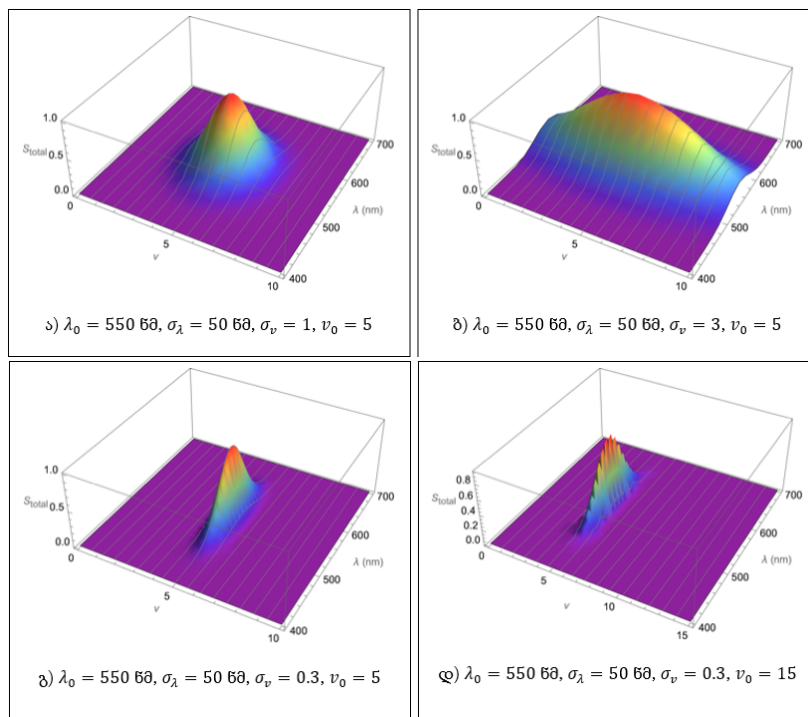 1.0
S_total
0.5
0.0
0
5
v
10
400
500
600
700
λ (nm)
ა) λ₀ = 550 ნმ, σ_λ = 50 ნმ, σ_v = 1, v₀ = 5
1.0
S_total
0.5
0.0
0
5
v
10
400
500
600
700
λ (nm)
ბ) λ₀ = 550 ნმ, σ_λ = 50 ნმ, σ_v = 3, v₀ = 5
1.0
S_total
0.5
0.0
0
5
v
10
400
500
600
700
λ (nm)
გ) λ₀ = 550 ნმ, σ_λ = 50 ნმ, σ_v = 0.3, v₀ = 5
0.8
S_total
0.6
0.4
0.2
0.0
0
5
v
10
15
400
500
600
700
λ (nm)
დ) λ₀ = 550 ნმ, σ_λ = 50 ნმ, σ_v = 0.3, v₀ = 15